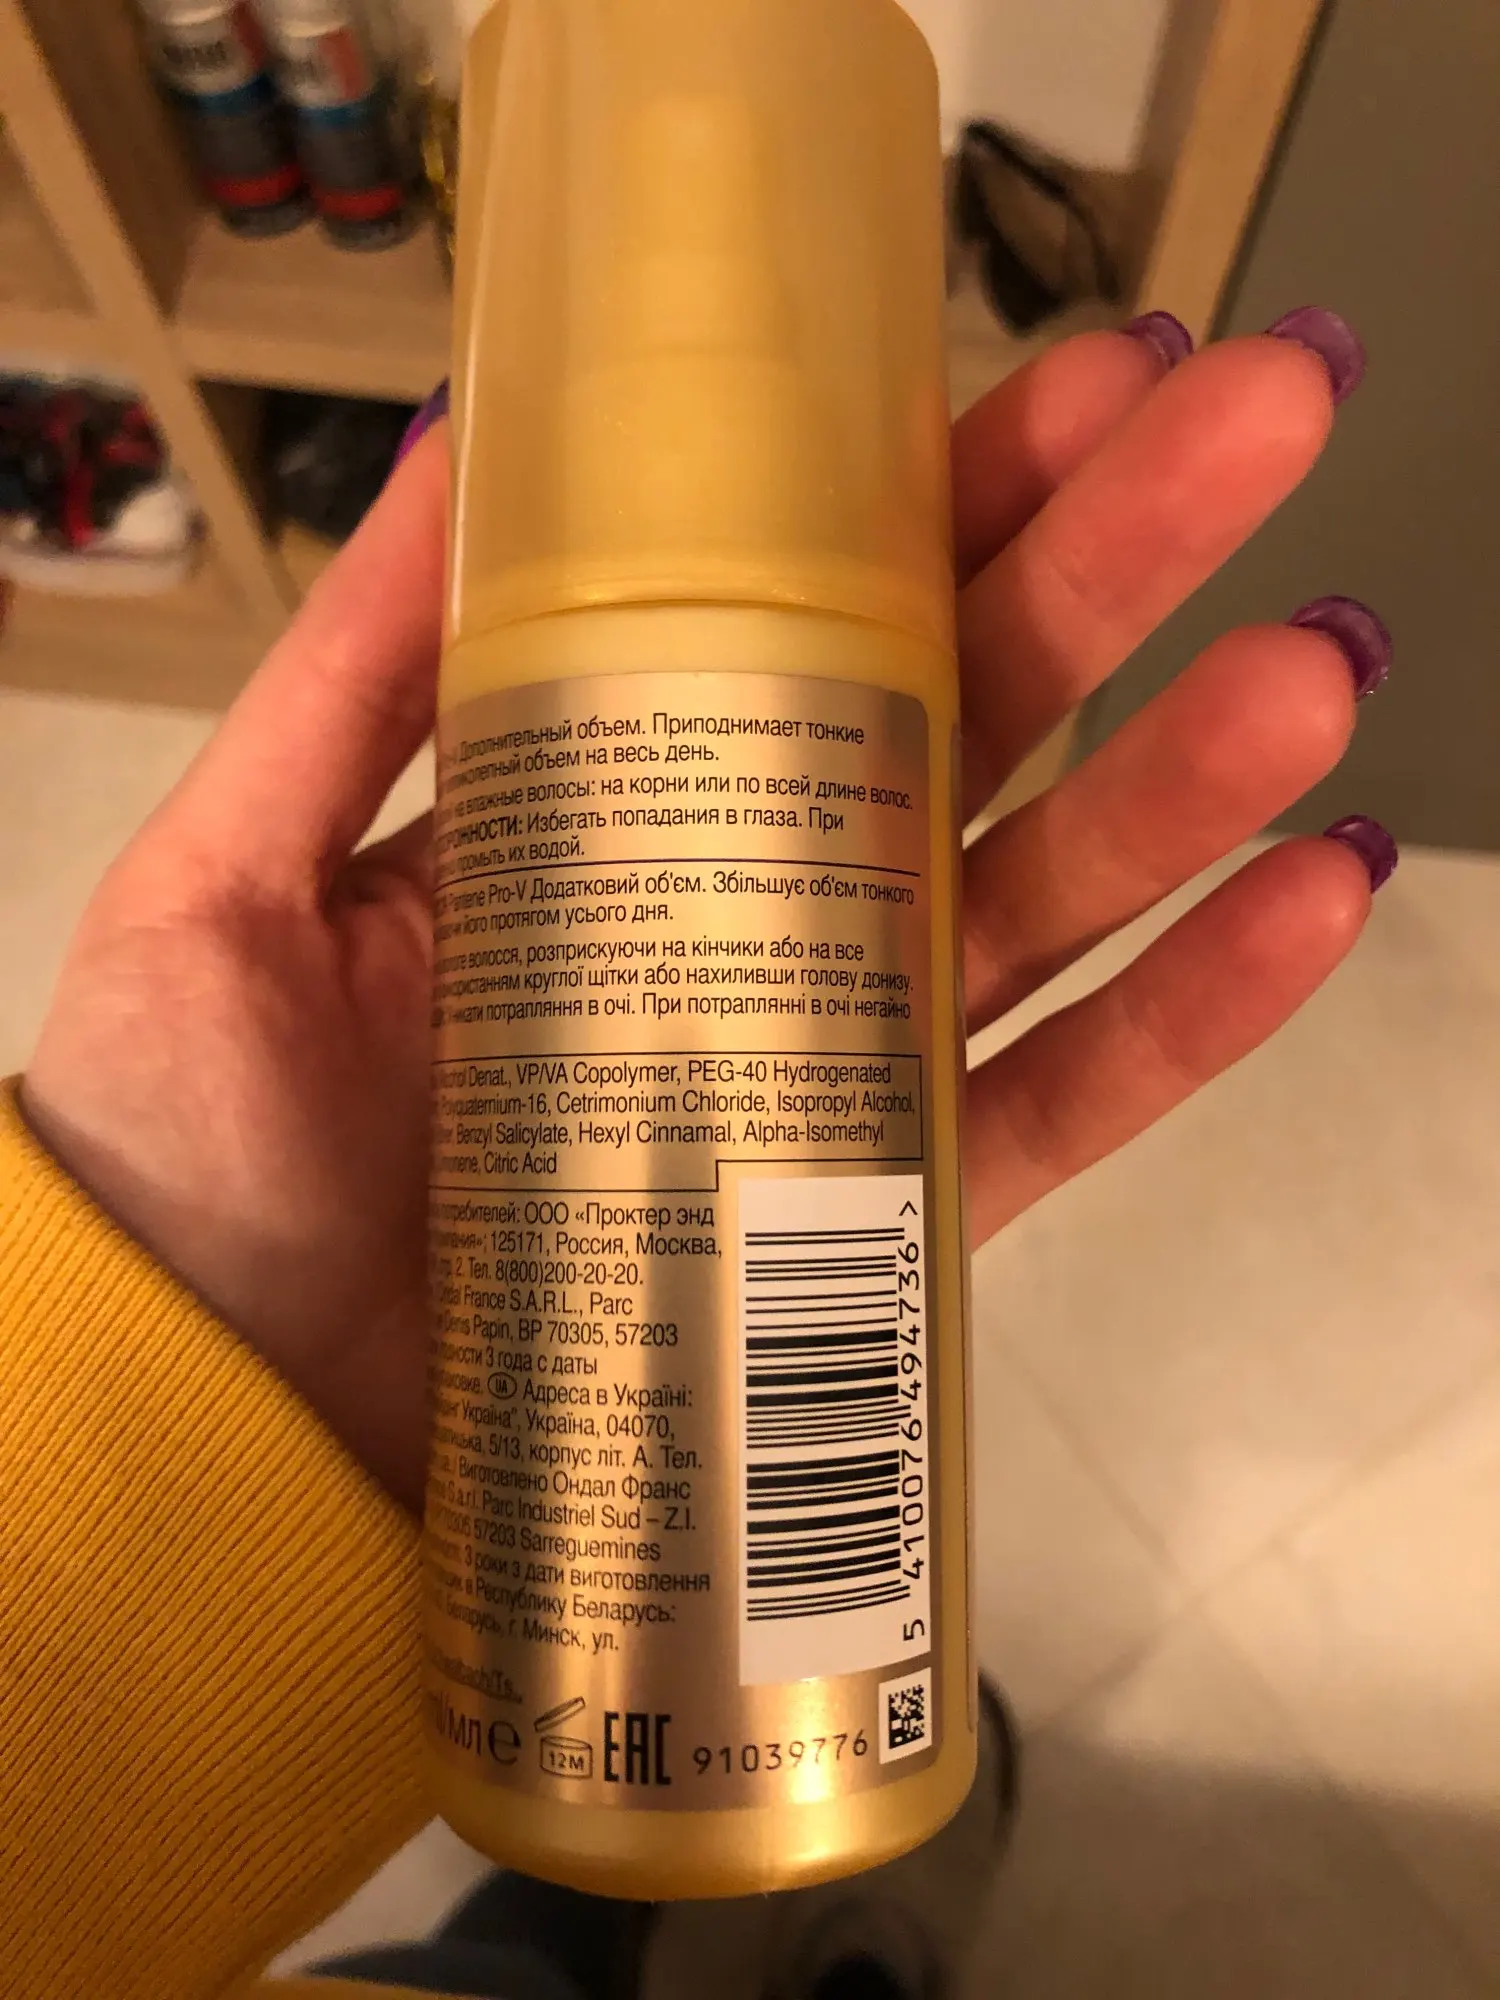 Дополнительный объем. Приподнимает тонкие
объем на весь день.
на влажные волосы: на корни или по всей длине волос.
Избегать попадания в глаза. При
промыть их водой.
Pantene Pro-V Додатковий об'єм. Збільшує об'єм тонкого
його протягом усього дня.
волосся, розприскуючи на кінчики або на все
круглої щітки або нахиливши голову донизу.
потрапляння в очі. При потраплянні в очі негайно
Denat., VP/VA Copolymer, PEG-40 Hydrogenated
Polyquaternium-16, Cetrimonium Chloride, Isopropyl Alcohol,
Benzyl Salicylate, Hexyl Cinnamal, Alpha-Isomethyl
Citric Acid
потребителей: ООО «Проктер энд
125171, Россия, Москва,
2. Тел. 8(800)200-20-20.
France S.A.R.L., Parc
Denis Papin, BP 70305, 57203
3 года с даты
UA Адреса в Україні:
Україна", Україна, 04070,
5/13, корпус літ. А. Тел.
Виготовлено Ондал Франс
S.a.r.l. Parc Industriel Sud – Z.I.
57203 Sarreguemines
3 роки з дати виготовлення
в Республику Беларусь:
г. Минск, ул.
5 410076 494736 >
МЛ e 12M EAC 91039776